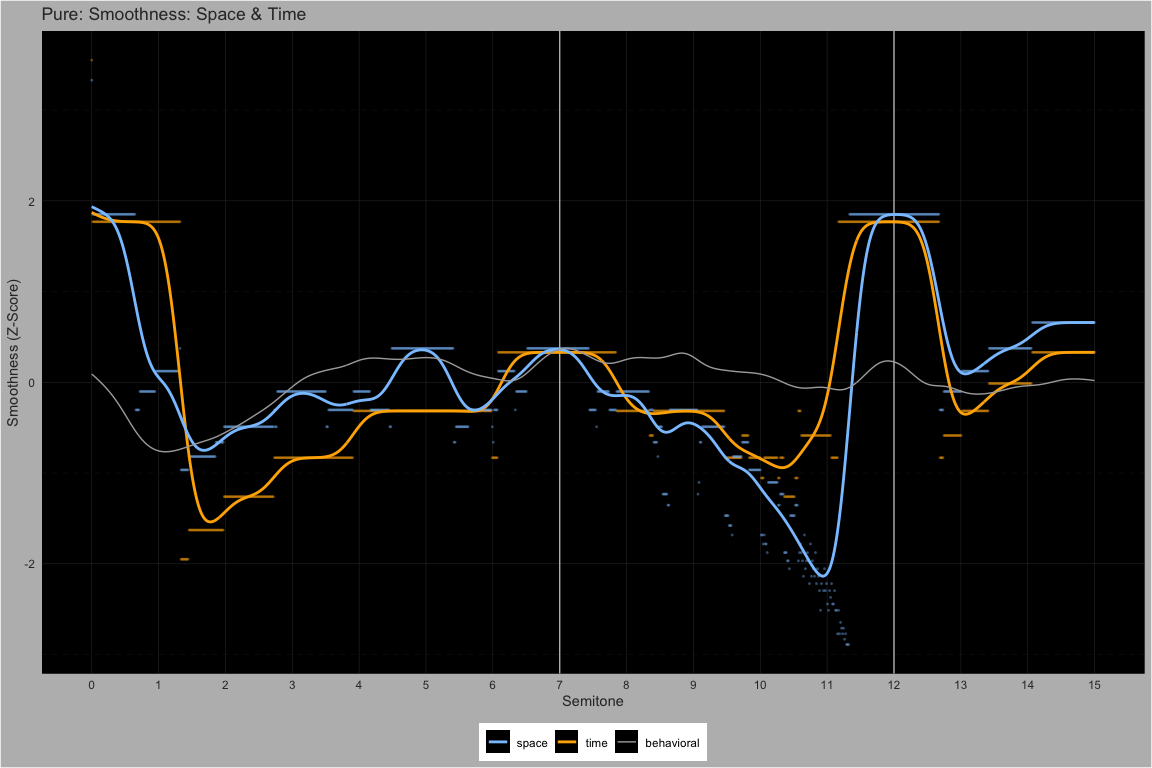 Pure: Smoothness: Space & Time
Smoothness (Z-Score)
2
0
-2
0 1 2 3 4 5 6 7 8 9 10 11 12 13 14 15
Semitone
space time behavioral